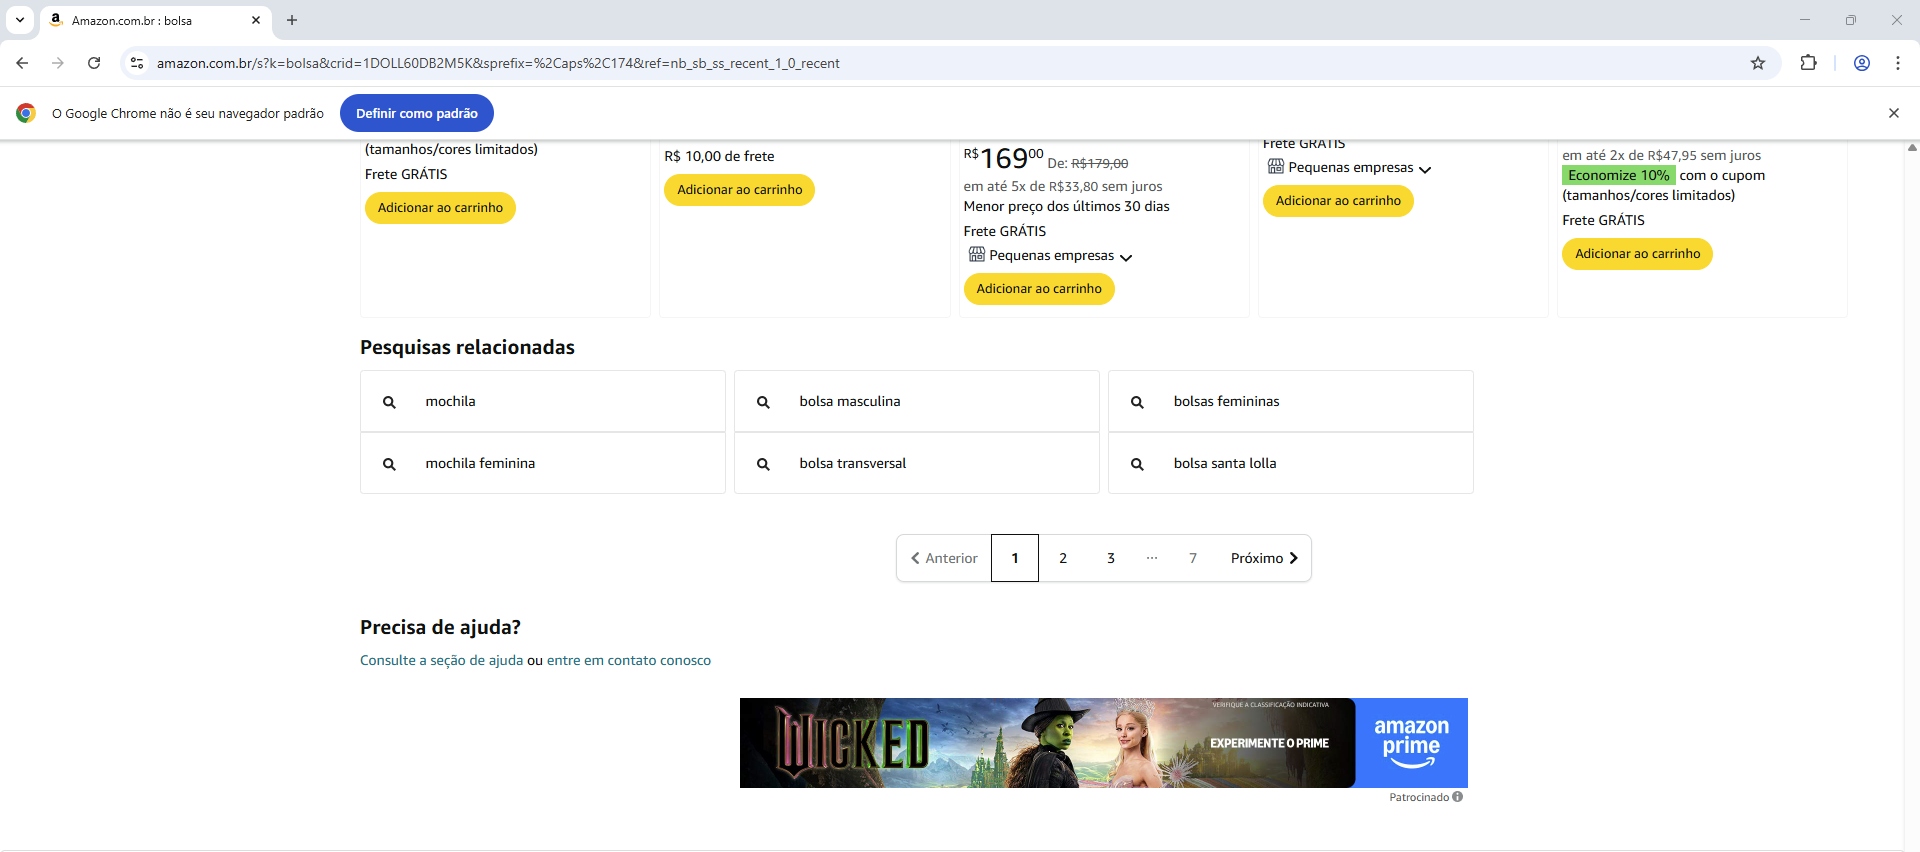 Amazon.com.br : bolsa
amazon.com.br/s?k=bolsa&crid=1DOLL60DB2M5K&sprefix=%2Caps%2C174&ref=nb_sb_ss_recent_1_0_recent
O Google Chrome não é seu navegador padrão
Definir como padrão
(tamanhos/cores limitados)
Frete GRÁTIS
Adicionar ao carrinho
R$ 10,00 de frete
Adicionar ao carrinho
R$16900 De: R$179,00
em até 5x de R$33,80 sem juros
Menor preço dos últimos 30 dias
Frete GRÁTIS
Pequenas empresas
Adicionar ao carrinho
Frete GRÁTIS
Pequenas empresas
Adicionar ao carrinho
em até 2x de R$47,95 sem juros
Economize 10% com o cupom
(tamanhos/cores limitados)
Frete GRÁTIS
Adicionar ao carrinho
Pesquisas relacionadas
mochila
bolsa masculina
bolsas femininas
mochila feminina
bolsa transversal
bolsa santa lolla
Anterior 1 2 3 ... 7 Próximo
Precisa de ajuda?
Consulte a seção de ajuda ou entre em contato conosco
WICKED
VERIFIQUE A CLASSIFICAÇÃO INDICATIVA
EXPERIMENTE O PRIME
amazon
prime
Patrocinado